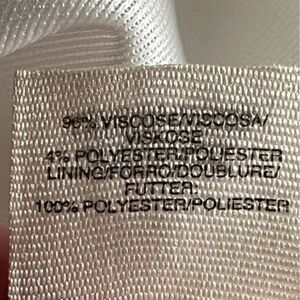 96% VISCOSE/VISCOSA/
VISKOSE
4% POLYESTER/POLIESTER
LINING/FORRO/DOUBLURE/
FUTTER:
100% POLYESTER/POLIESTER